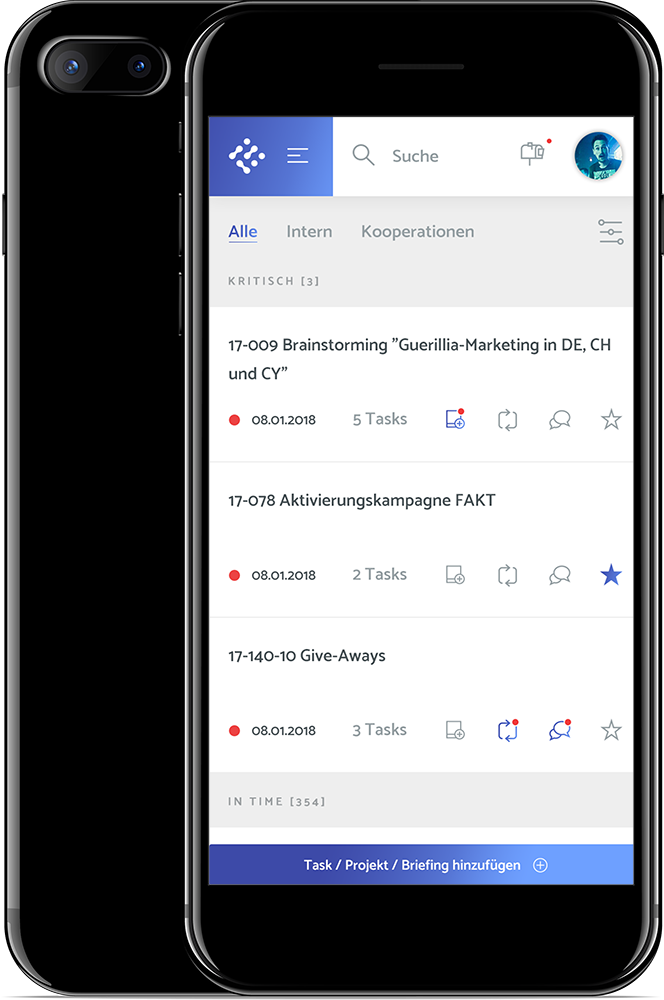 Suche
Alle Intern Kooperationen
KRITISCH [3]
17-009 Brainstorming ”Guerillia-Marketing in DE, CH
und CY”
08.01.2018 5 Tasks
17-078 Aktivierungskampagne FAKT
08.01.2018 2 Tasks
17-140-10 Give-Aways
08.01.2018 3 Tasks
IN TIME [354]
Task / Projekt / Briefing hinzufügen